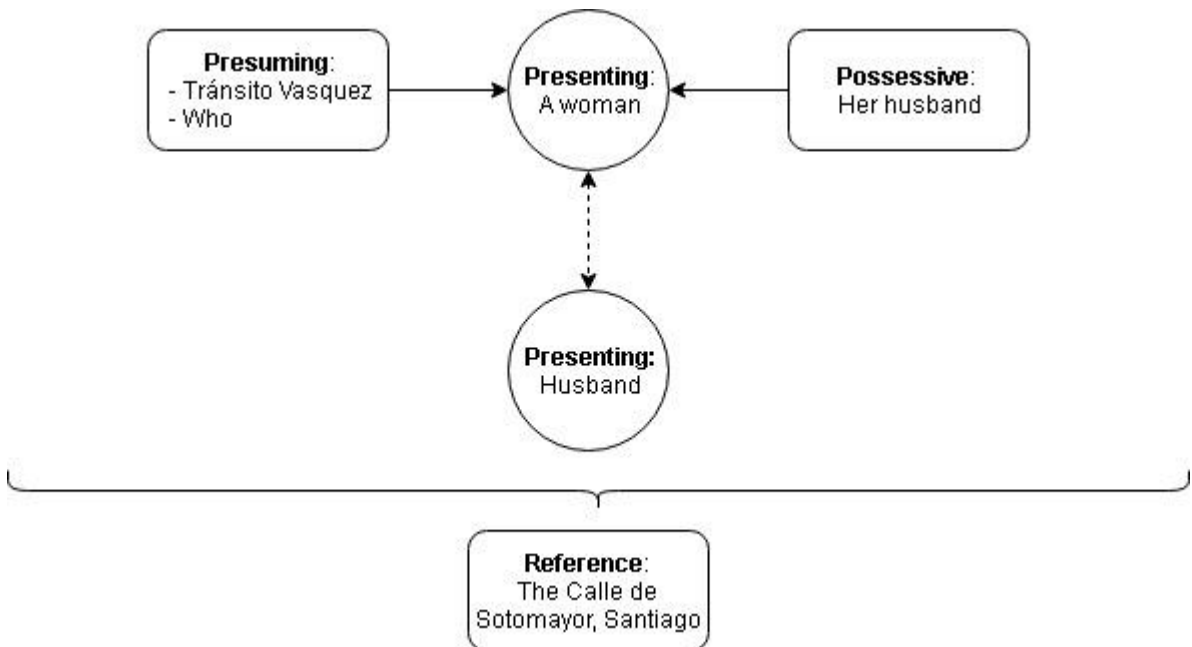 Presuming:
- Tránsito Vasquez
- Who
Presenting:
A woman
Possessive:
Her husband
Presenting:
Husband
Reference:
The Calle de
Sotomayor, Santiago